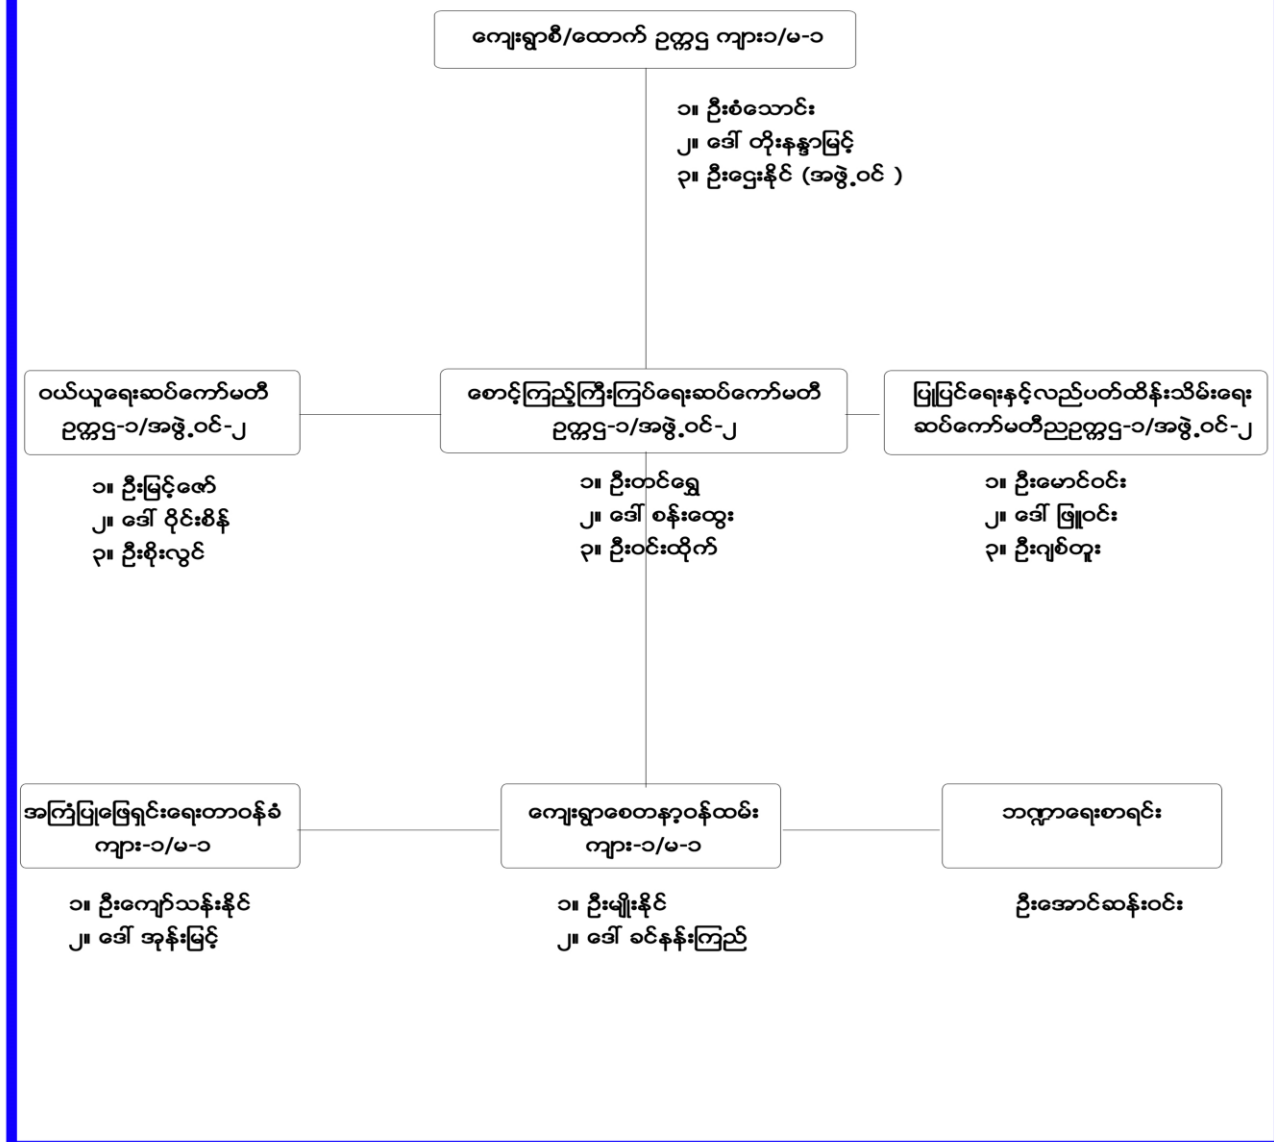 ကျေးရွာစီ/ထောက် ဥက္ကဌ ကျား၁/မ-၁
၁။ ဦးစံသောင်း
၂။ ဒေါ် တိုးနန္ဒာမြင့်
၃။ ဦးဌေးနိုင် (အဖွဲ့ဝင် )
ဝယ်ယူရေးဆပ်ကော်မတီ
ဥက္ကဌ-၁/အဖွဲ့ဝင်-၂
၁။ ဦးမြင့်ဇော်
၂။ ဒေါ် ဝိုင်းစိန်
၃။ ဦးစိုးလွင်
စောင့်ကြည့်ကြီးကြပ်ရေးဆပ်ကော်မတီ
ဥက္ကဌ-၁/အဖွဲ့ဝင်-၂
၁။ ဦးတင်ရွှေ
၂။ ဒေါ် စန်းထွေး
၃။ ဦးဝင်းထိုက်
ပြုပြင်ရေးနှင့်လည်ပတ်ထိန်းသိမ်းရေး
ဆပ်ကော်မတီညဥက္ကဌ-၁/အဖွဲ့ဝင်-၂
၁။ ဦးမောင်ဝင်း
၂။ ဒေါ် ဖြူဝင်း
၃။ ဦးဂျစ်တူး
အကြံပြုဖြေရှင်းရေးတာဝန်ခံ
ကျား-၁/မ-၁
၁။ ဦးကျော်သန်းနိုင်
၂။ ဒေါ် အုန်းမြင့်
ကျေးရွာစေတနာ့ဝန်ထမ်း
ကျား-၁/မ-၁
၁။ ဦးမျိုးနိုင်
၂။ ဒေါ် ခင်နန်းကြည်
ဘဏ္ဍာရေးစာရင်း
ဦးအောင်ဆန်းဝင်း